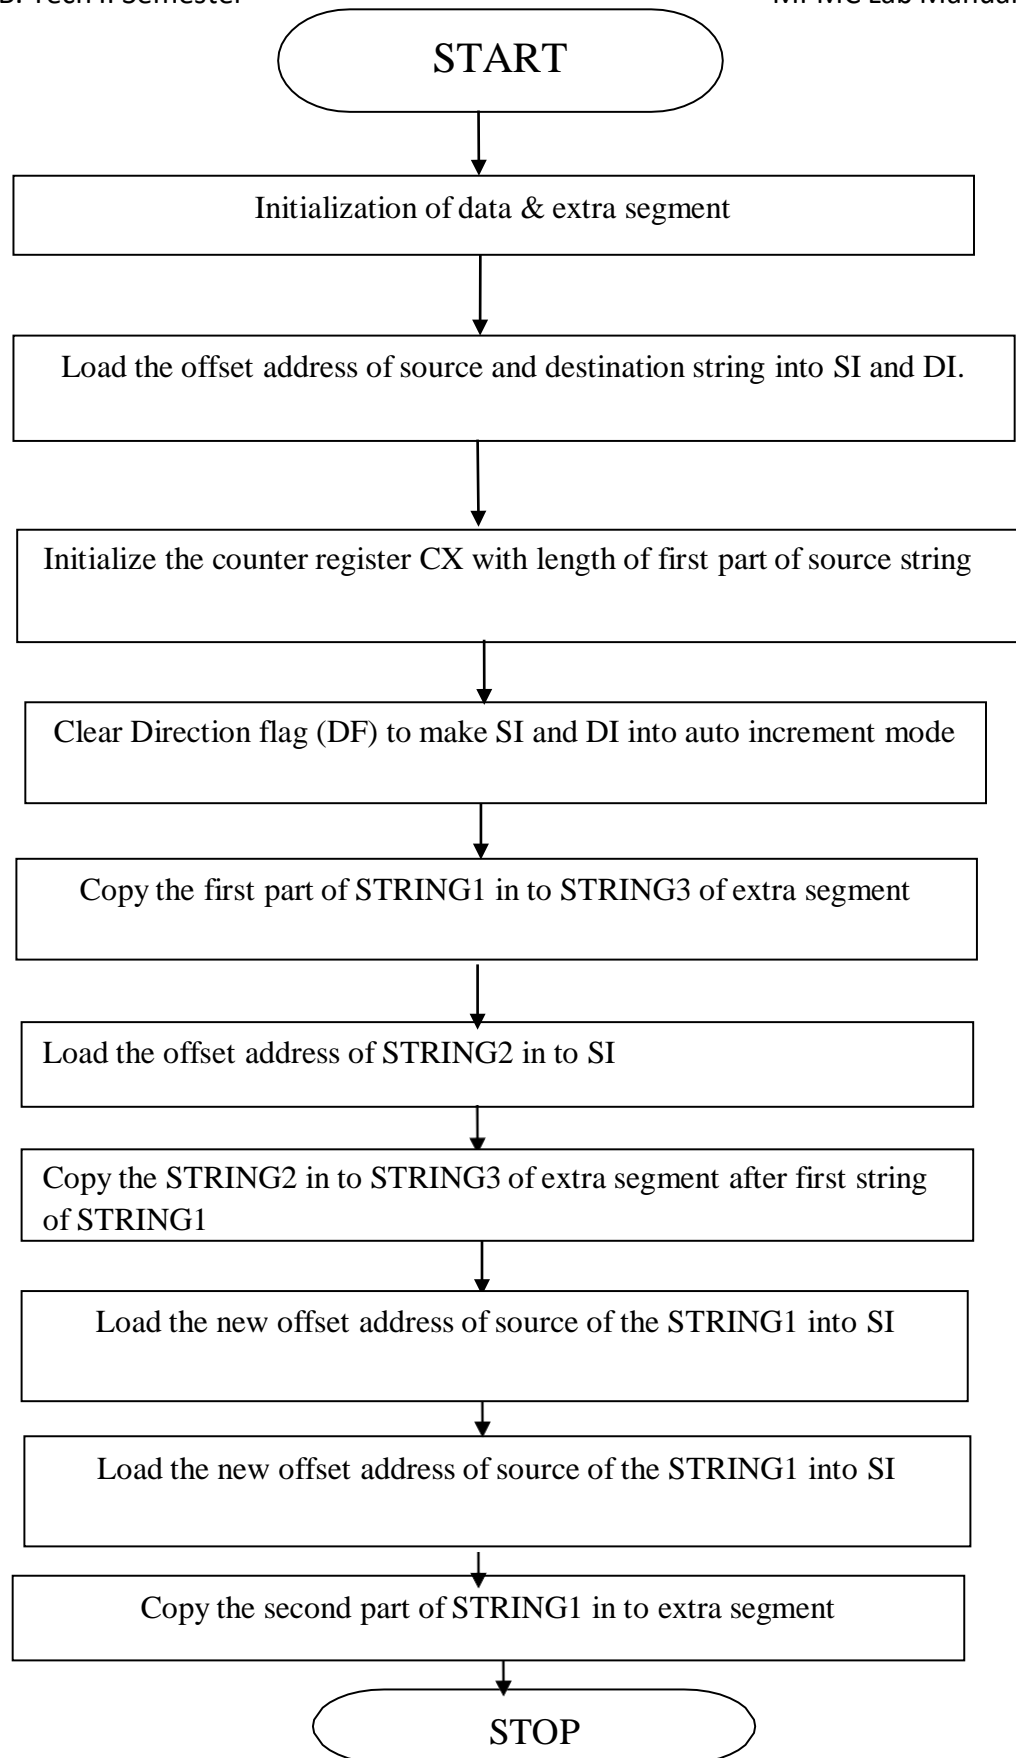 START
Initialization of data & extra segment
Load the offset address of source and destination string into SI and DI.
Initialize the counter register CX with length of first part of source string
Clear Direction flag (DF) to make SI and DI into auto increment mode
Copy the first part of STRING1 in to STRING3 of extra segment
Load the offset address of STRING2 in to SI
Copy the STRING2 in to STRING3 of extra segment after first string
of STRING1
Load the new offset address of source of the STRING1 into SI
Load the new offset address of source of the STRING1 into SI
Copy the second part of STRING1 in to extra segment
STOP